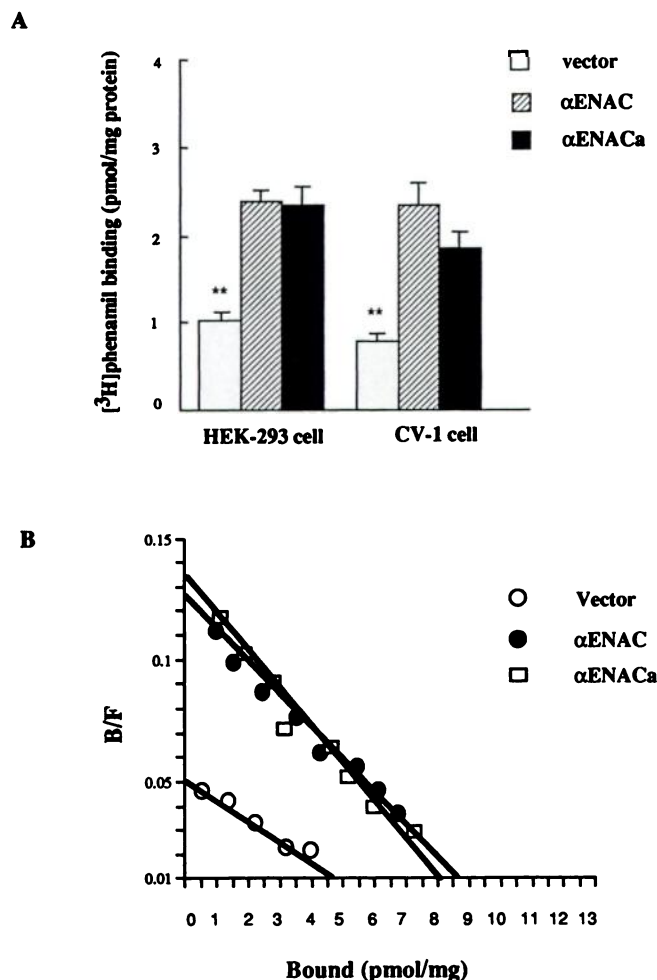 A
[³H]phenamil binding (pmol/mg protein)
4
3
2
1
0
**
**
HEK-293 cell
CV-1 cell
vector
αENAC
αENACa
B
B/F
0.15
0.1
0.05
0.01
0 1 2 3 4 5 6 7 8 9 10 11 12 13
Bound (pmol/mg)
Vector
αENAC
αENACa